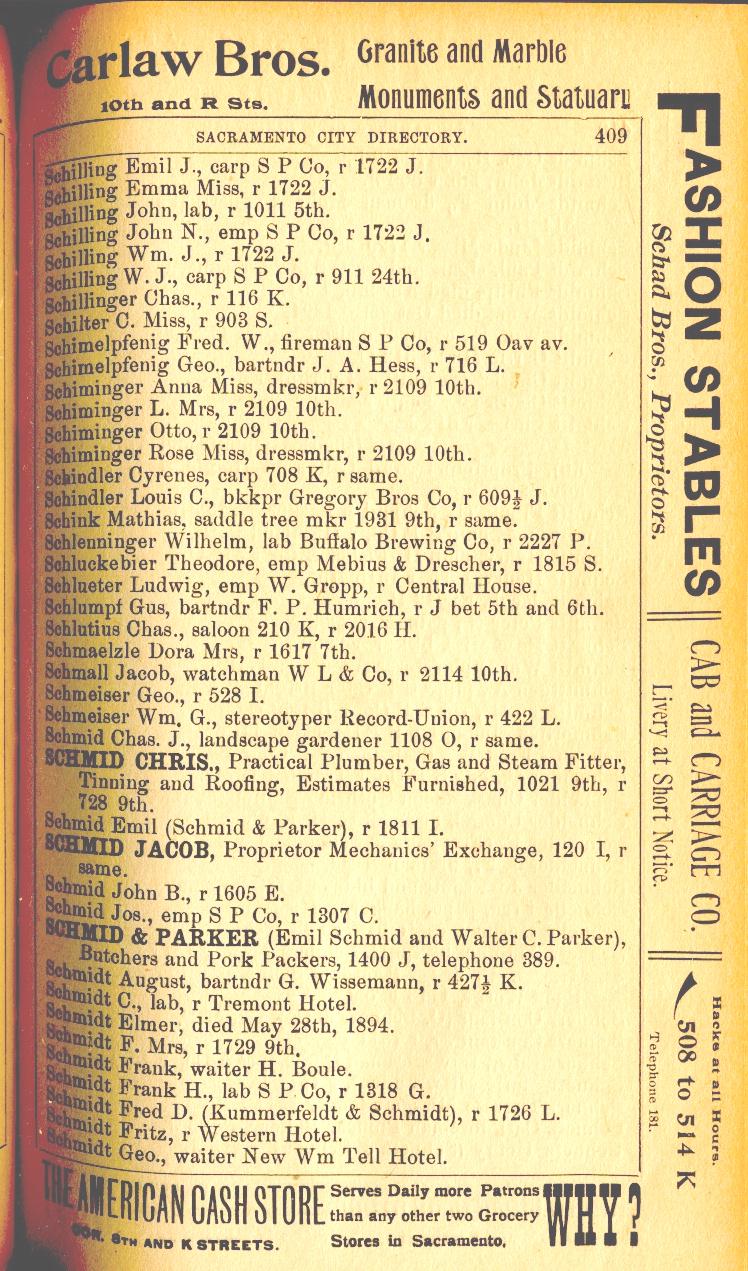 Carlaw Bros.
10th and R Sts.
Granite and Marble
Monuments and Statuary
SACRAMENTO CITY DIRECTORY. 409
Schilling Emil J., carp S P Co, r 1722 J.
Schilling Emma Miss, r 1722 J.
Schilling John, lab, r 1011 5th.
Schilling John N., emp S P Co, r 1722 J.
Schilling Wm. J., r 1722 J.
Schilling W. J., carp S P Co, r 911 24th.
Schillinger Chas., r 116 K.
Schilter C. Miss, r 903 S.
Schimelpfenig Fred. W., fireman S P Co, r 519 Oav av.
Schimelpfenig Geo., bartndr J. A. Hess, r 716 L.
Schiminger Anna Miss, dressmkr, r 2109 10th.
Schiminger L. Mrs, r 2109 10th.
Schiminger Otto, r 2109 10th.
Schiminger Rose Miss, dressmkr, r 2109 10th.
Schindler Cyrenes, carp 708 K, r same.
Schindler Louis C., bkkpr Gregory Bros Co, r 609½ J.
Schink Mathias, saddle tree mkr 1931 9th, r same.
Schlenninger Wilhelm, lab Buffalo Brewing Co, r 2227 P.
Schluckebier Theodore, emp Mebius & Drescher, r 1815 S.
Schlueter Ludwig, emp W. Gropp, r Central House.
Schlumpf Gus, bartndr F. P. Humrich, r J bet 5th and 6th.
Schlutius Chas., saloon 210 K, r 2016 H.
Schmaelzle Dora Mrs, r 1617 7th.
Schmall Jacob, watchman W L & Co, r 2114 10th.
Schmeiser Geo., r 528 I.
Schmeiser Wm. G., stereotyper Record-Union, r 422 L.
Schmid Chas. J., landscape gardener 1108 O, r same.
SCHMID CHRIS., Practical Plumber, Gas and Steam Fitter,
Tinning and Roofing, Estimates Furnished, 1021 9th, r
728 9th.
Schmid Emil (Schmid & Parker), r 1811 I.
SCHMID JACOB, Proprietor Mechanics' Exchange, 120 I, r
same.
Schmid John B., r 1605 E.
Schmid Jos., emp S P Co, r 1307 C.
SCHMID & PARKER (Emil Schmid and Walter C. Parker),
Butchers and Pork Packers, 1400 J, telephone 389.
Schmidt August, bartndr G. Wissemann, r 427½ K.
Schmidt C., lab, r Tremont Hotel.
Schmidt Elmer, died May 28th, 1894.
Schmidt F. Mrs, r 1729 9th.
Schmidt Frank, waiter H. Boule.
Schmidt Frank H., lab S P Co, r 1318 G.
Schmidt Fred D. (Kummerfeldt & Schmidt), r 1726 L.
Schmidt Fritz, r Western Hotel.
Schmidt Geo., waiter New Wm Tell Hotel.
FASHION STABLES
Schad Bros., Proprietors.
CAB and CARRIAGE CO.
Livery at Short Notice.
Hacks at all Hours.
508 to 514 K
Telephone 181.
THE AMERICAN CASH STORE
COR. 8TH AND K STREETS.
Serves Daily more Patrons
than any other two Grocery
Stores in Sacramento.
WHY?